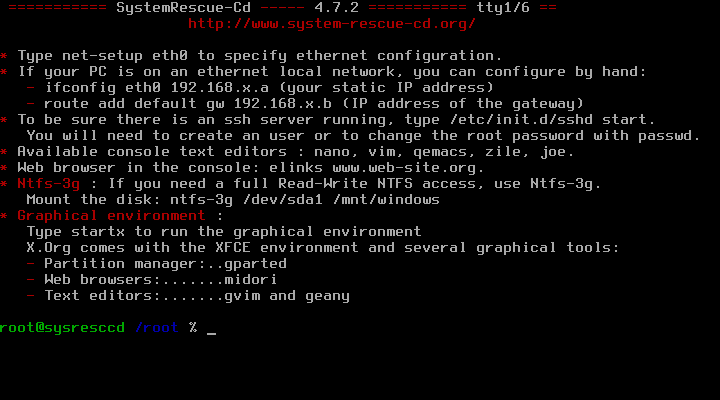 =========== SystemRescue-Cd ----- 4.7.2 =========== tty1/6 ==
http://www.system-rescue-cd.org/
* Type net-setup eth0 to specify ethernet configuration.
* If your PC is on an ethernet local network, you can configure by hand:
- ifconfig eth0 192.168.x.a (your static IP address)
- route add default gw 192.168.x.b (IP address of the gateway)
* To be sure there is an ssh server running, type /etc/init.d/sshd start.
You will need to create an user or to change the root password with passwd.
* Available console text editors : nano, vim, qemacs, zile, joe.
* Web browser in the console: elinks www.web-site.org.
* Ntfs-3g : If you need a full Read-Write NTFS access, use Ntfs-3g.
Mount the disk: ntfs-3g /dev/sda1 /mnt/windows
* Graphical environment :
Type startx to run the graphical environment
X.Org comes with the XFCE environment and several graphical tools:
- Partition manager:..gparted
- Web browsers:.......midori
- Text editors:.......gvim and geany
root@sysresccd /root % _